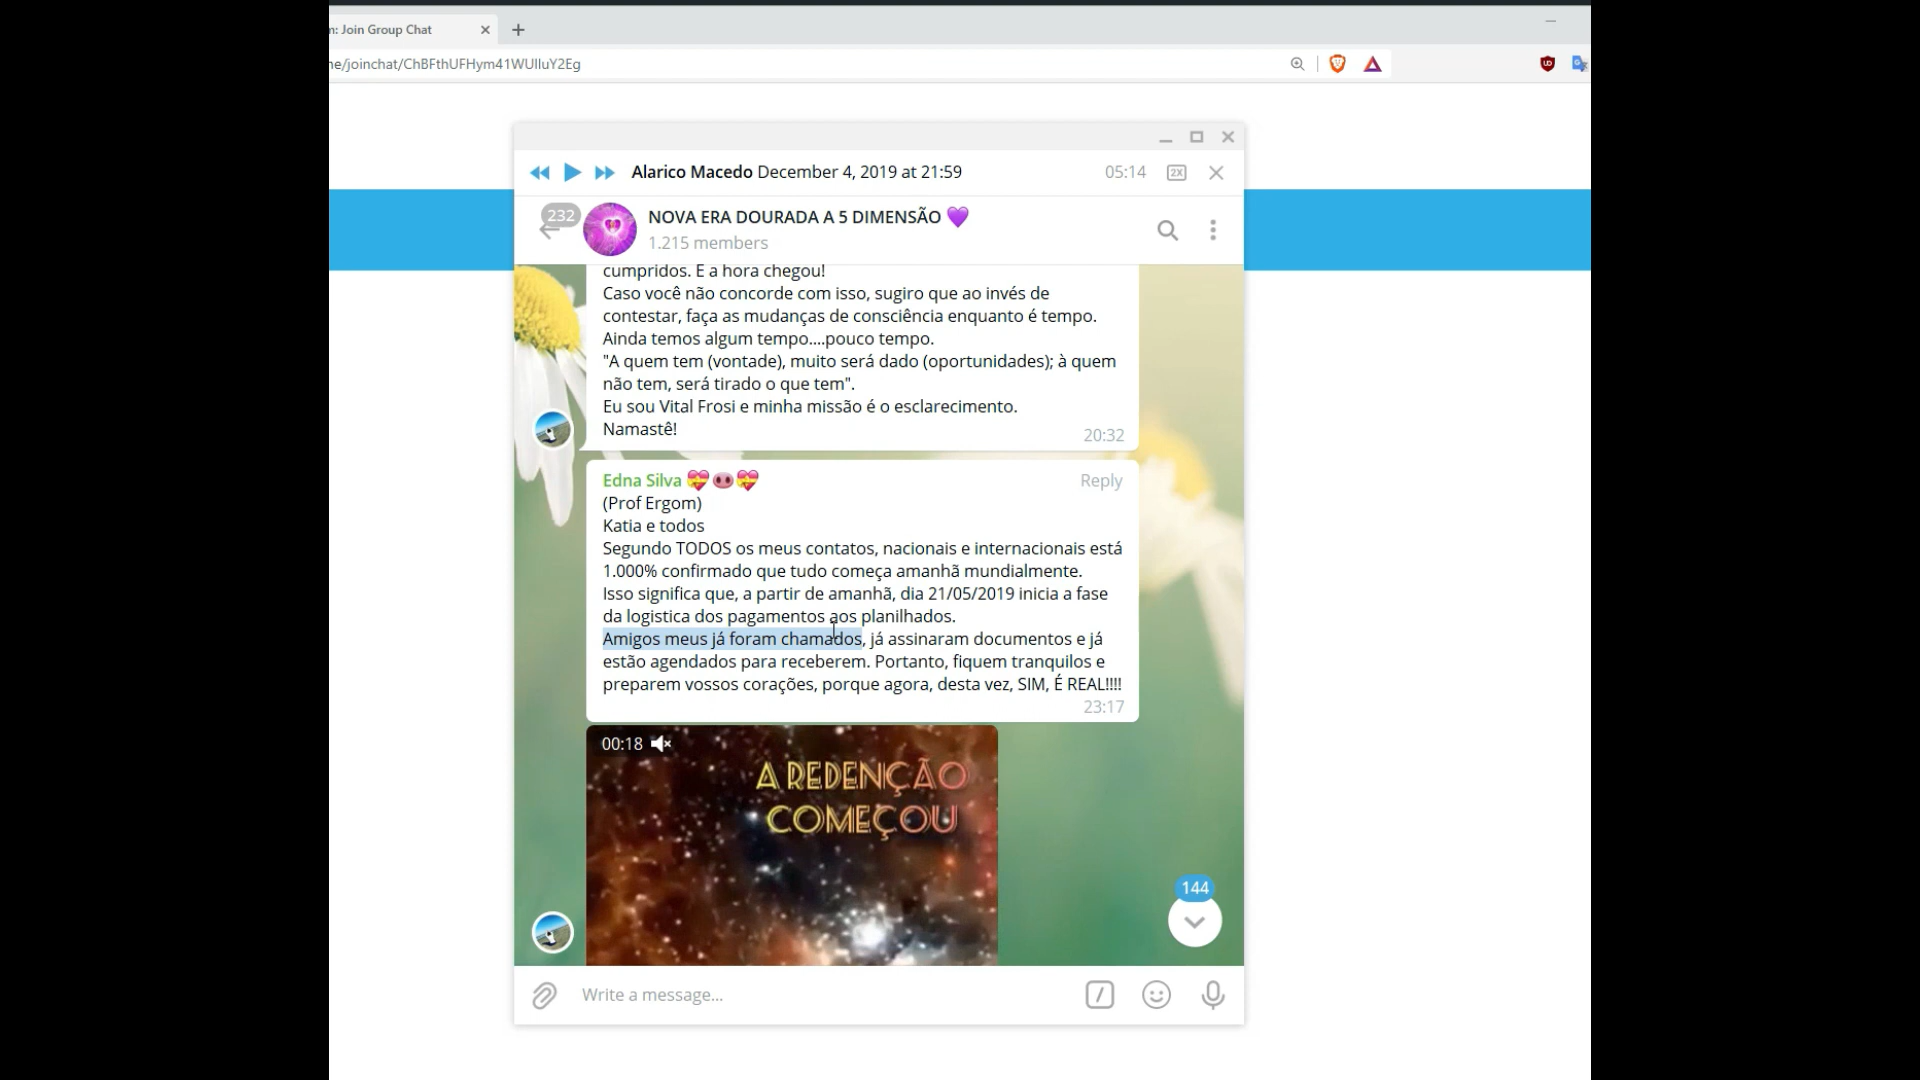 n: Join Group Chat
ne/joinchat/ChBFthUFHym41WUIluY2Eg
Alarico Macedo December 4, 2019 at 21:59
05:14
2X
232
NOVA ERA DOURADA A 5 DIMENSÃO
1.215 members
cumpridos. E a hora chegou!
Caso você não concorde com isso, sugiro que ao invés de
contestar, faça as mudanças de consciência enquanto é tempo.
Ainda temos algum tempo....pouco tempo.
"A quem tem (vontade), muito será dado (oportunidades); à quem
não tem, será tirado o que tem".
Eu sou Vital Frosi e minha missão é o esclarecimento.
Namastê!
20:32
Edna Silva 💝🐽💝
Reply
(Prof Ergom)
Katia e todos
Segundo TODOS os meus contatos, nacionais e internacionais está
1.000% confirmado que tudo começa amanhã mundialmente.
Isso significa que, a partir de amanhã, dia 21/05/2019 inicia a fase
da logistica dos pagamentos aos planilhados.
Amigos meus já foram chamados, já assinaram documentos e já
estão agendados para receberem. Portanto, fiquem tranquilos e
preparem vossos corações, porque agora, desta vez, SIM, É REAL!!!!
23:17
00:18
A REDENÇÃO
COMEÇOU
144
Write a message...